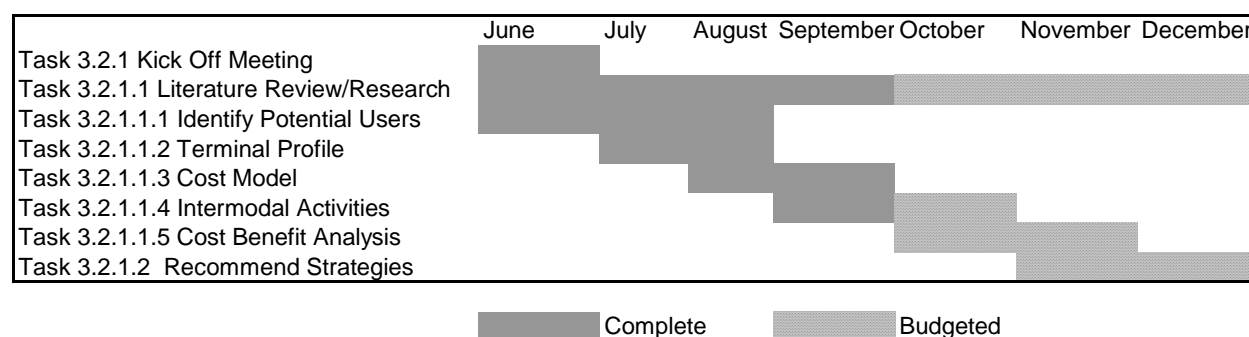 June July August September October November December
Task 3.2.1 Kick Off Meeting
Task 3.2.1.1 Literature Review/Research
Task 3.2.1.1.1 Identify Potential Users
Task 3.2.1.1.2 Terminal Profile
Task 3.2.1.1.3 Cost Model
Task 3.2.1.1.4 Intermodal Activities
Task 3.2.1.1.5 Cost Benefit Analysis
Task 3.2.1.2  Recommend Strategies
Complete Budgeted